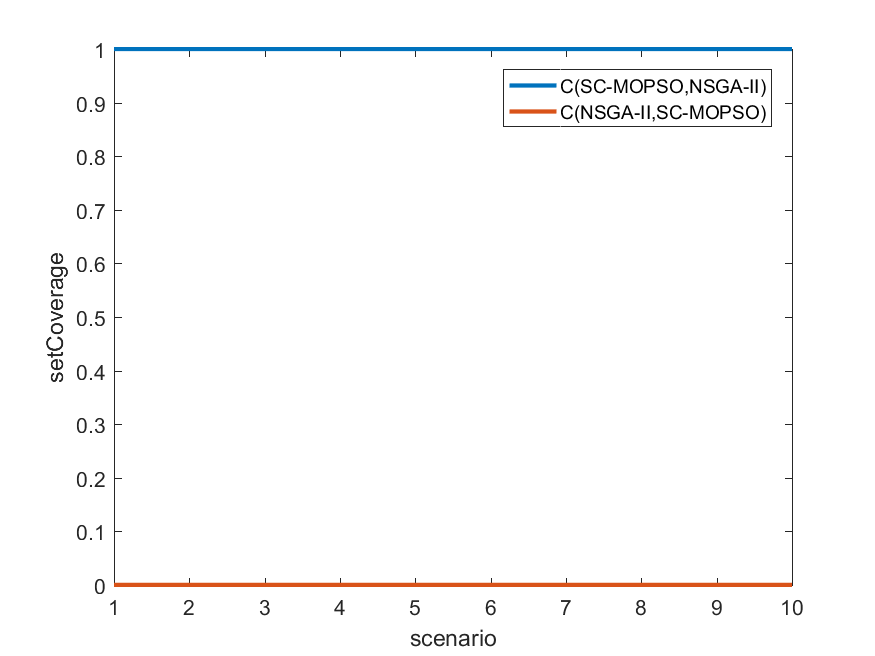 C(SC-MOPSO,NSGA-II)
C(NSGA-II,SC-MOPSO)
setCoverage
1
0.9
0.8
0.7
0.6
0.5
0.4
0.3
0.2
0.1
0
1 2 3 4 5 6 7 8 9 10
scenario